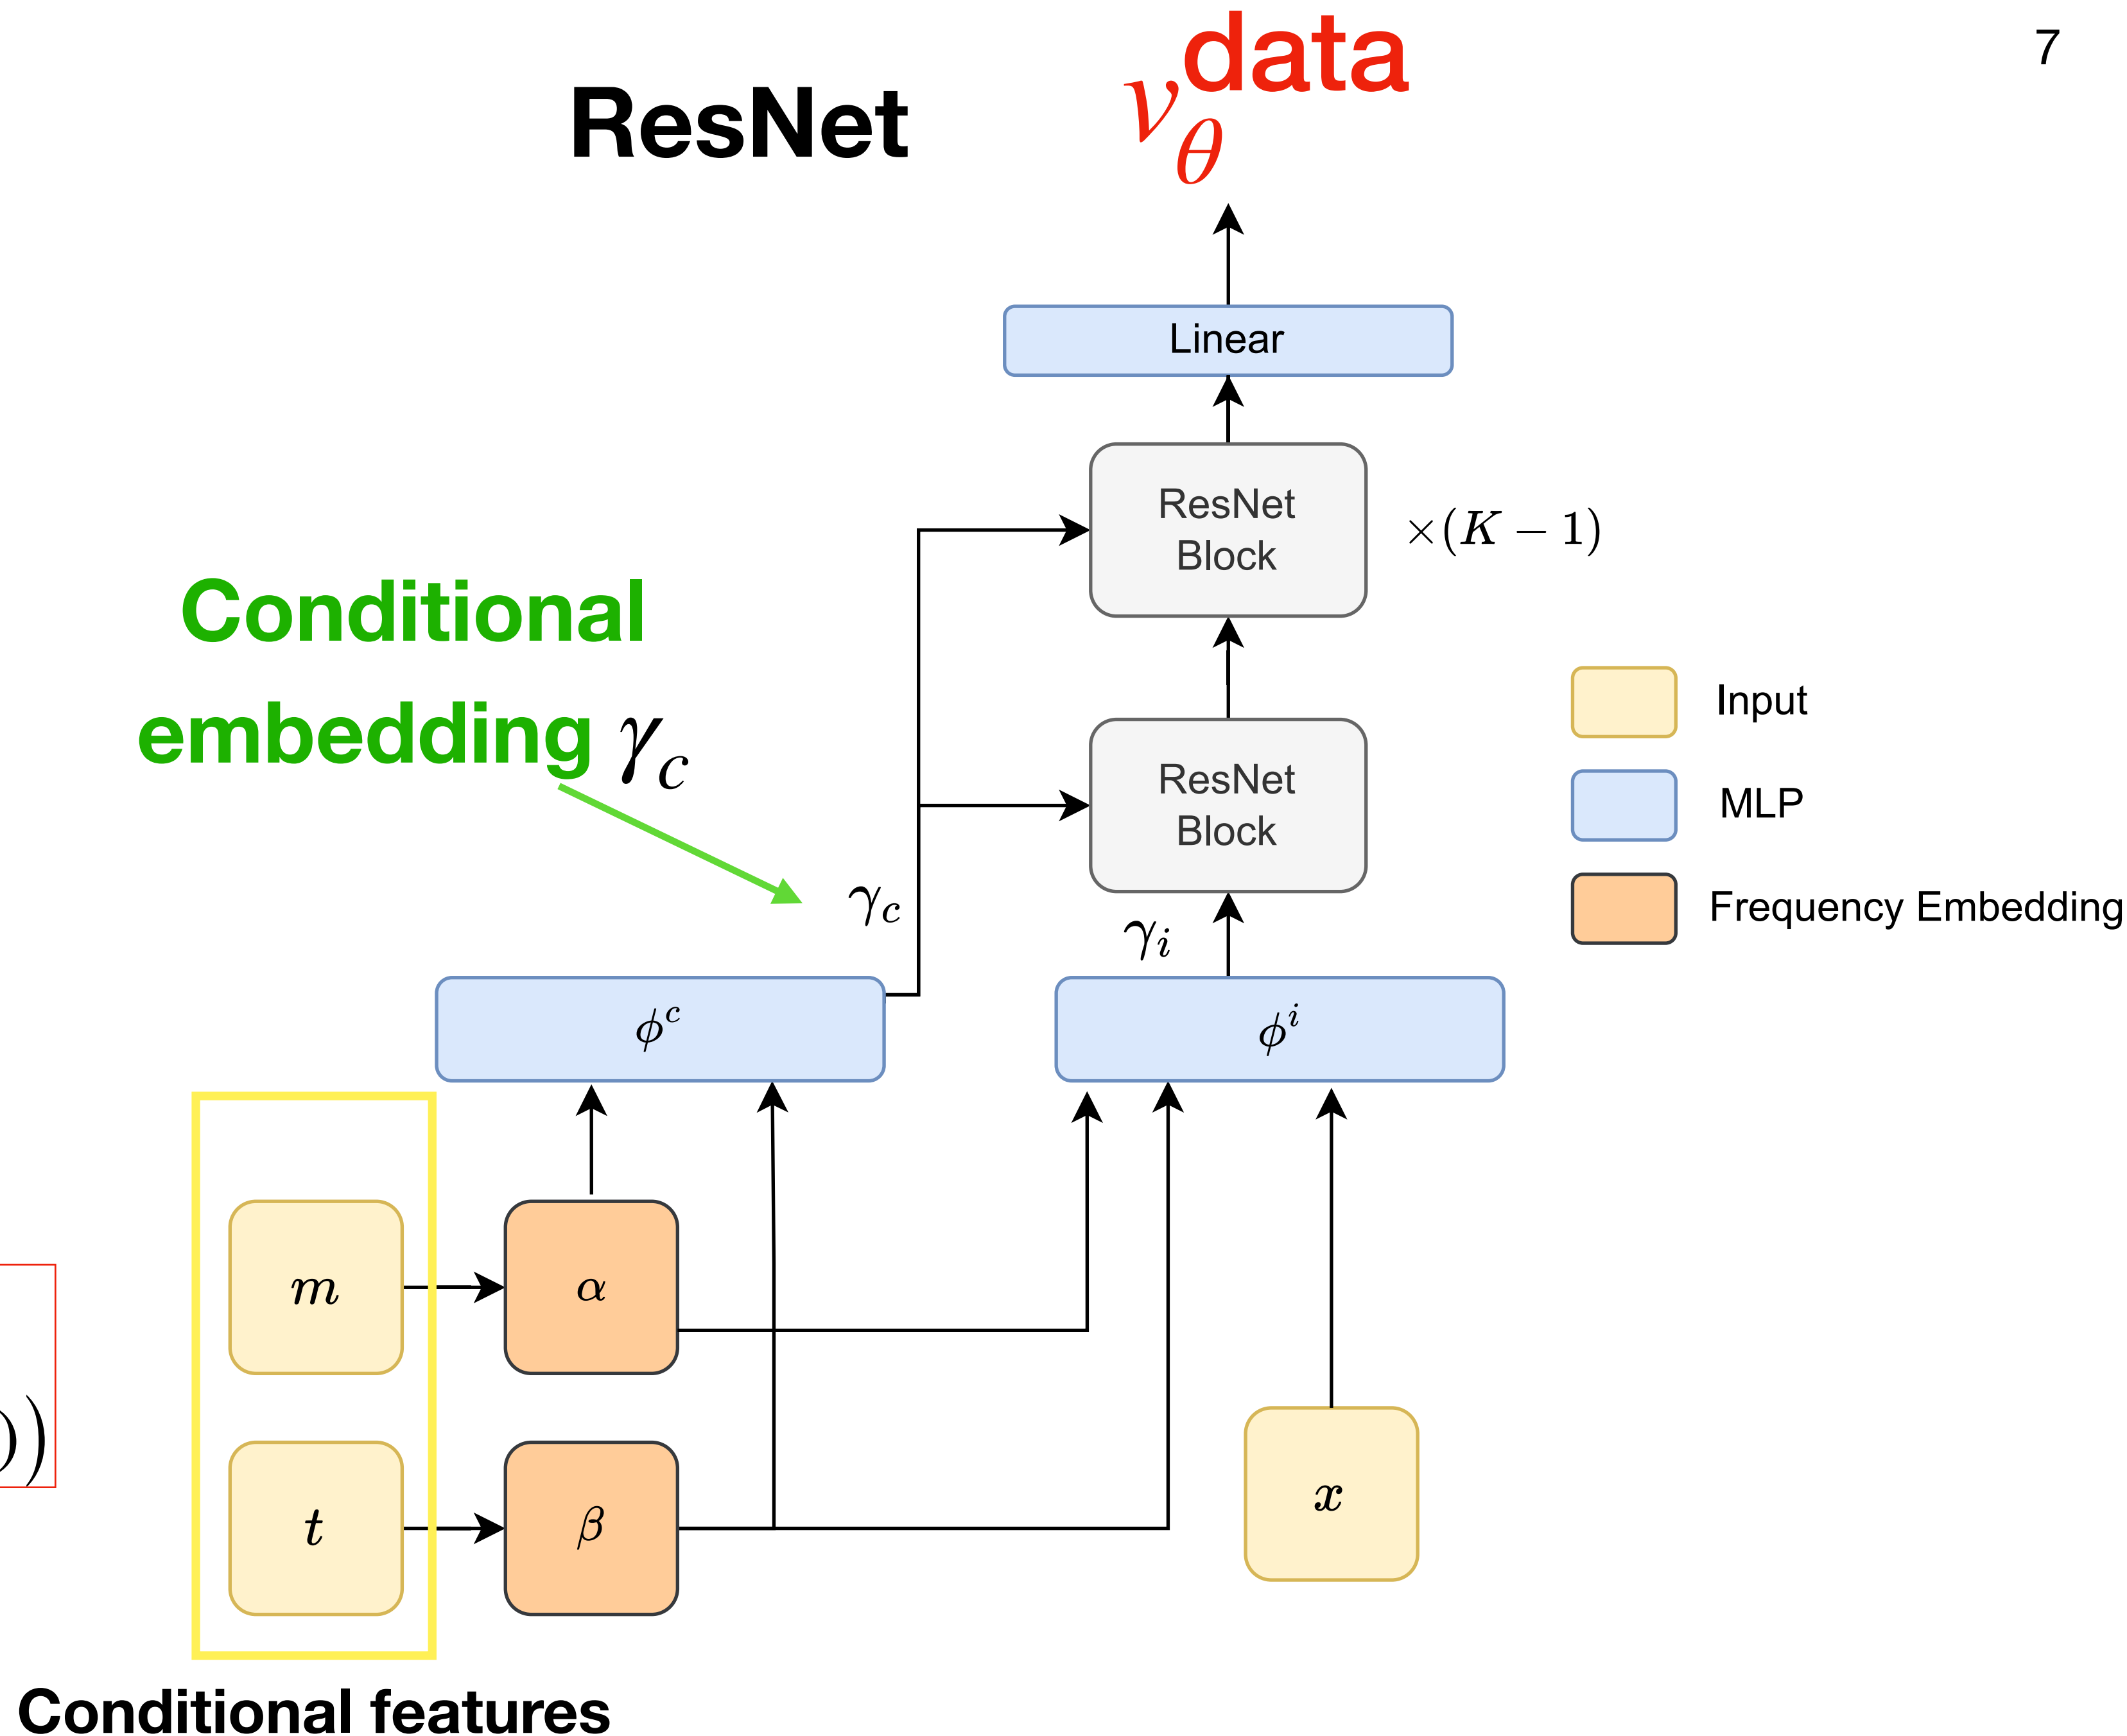 7
ResNet
ν_θ^data
Linear
ResNet
Block
×(K − 1)
Conditional
embedding γ_c
Input
ResNet
Block
MLP
γ_c
γ_i
Frequency Embedding
ϕ^c
ϕ^i
m
α
))
t
β
x
Conditional features